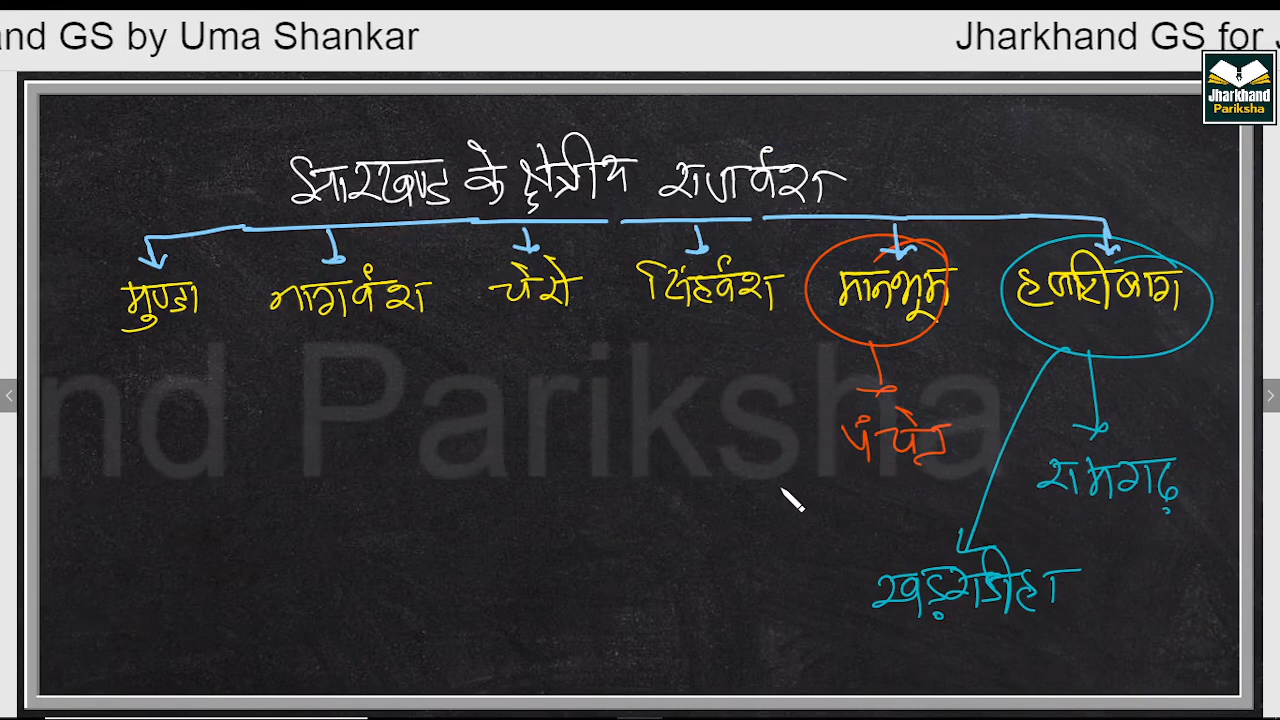 and GS by Uma Shankar Jharkhand GS for J
Jharkhand
Pariksha
झारखण्ड के क्षेत्रीय राजवंश
मुण्डा नागवंश चेरो सिंहवंश मानभूम हजारीबाग
nd Pariksha
पंचेत
रामगढ़
खड़गडीहा